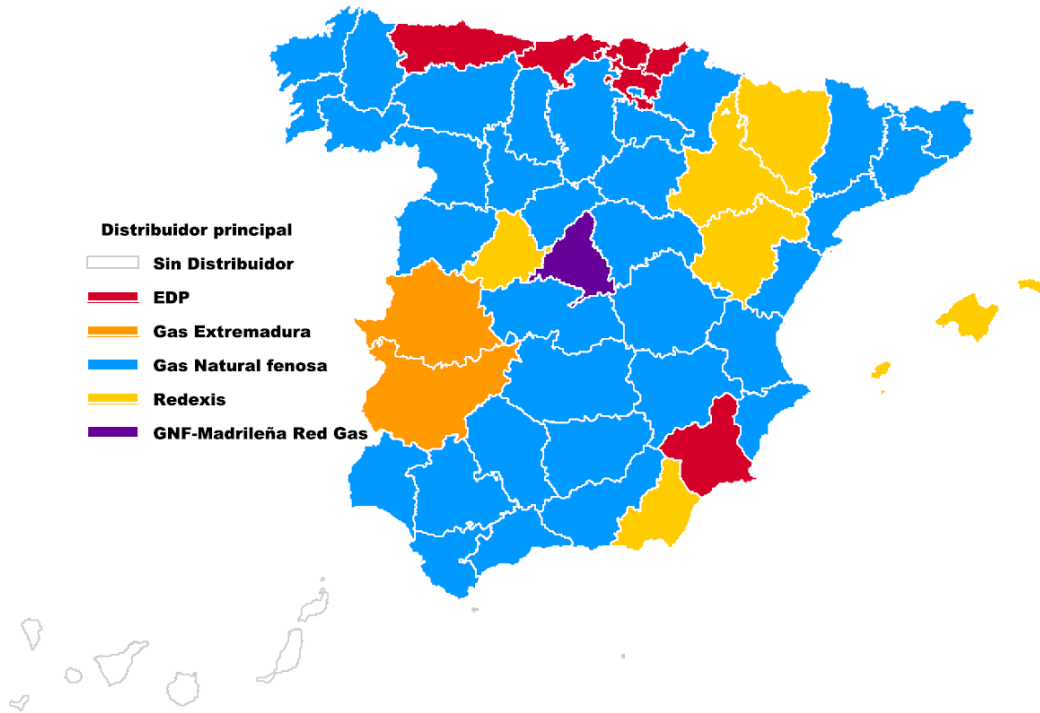 Distribuidor principal
Sin Distribuidor
EDP
Gas Extremadura
Gas Natural fenosa
Redexis
GNF-Madrileña Red Gas